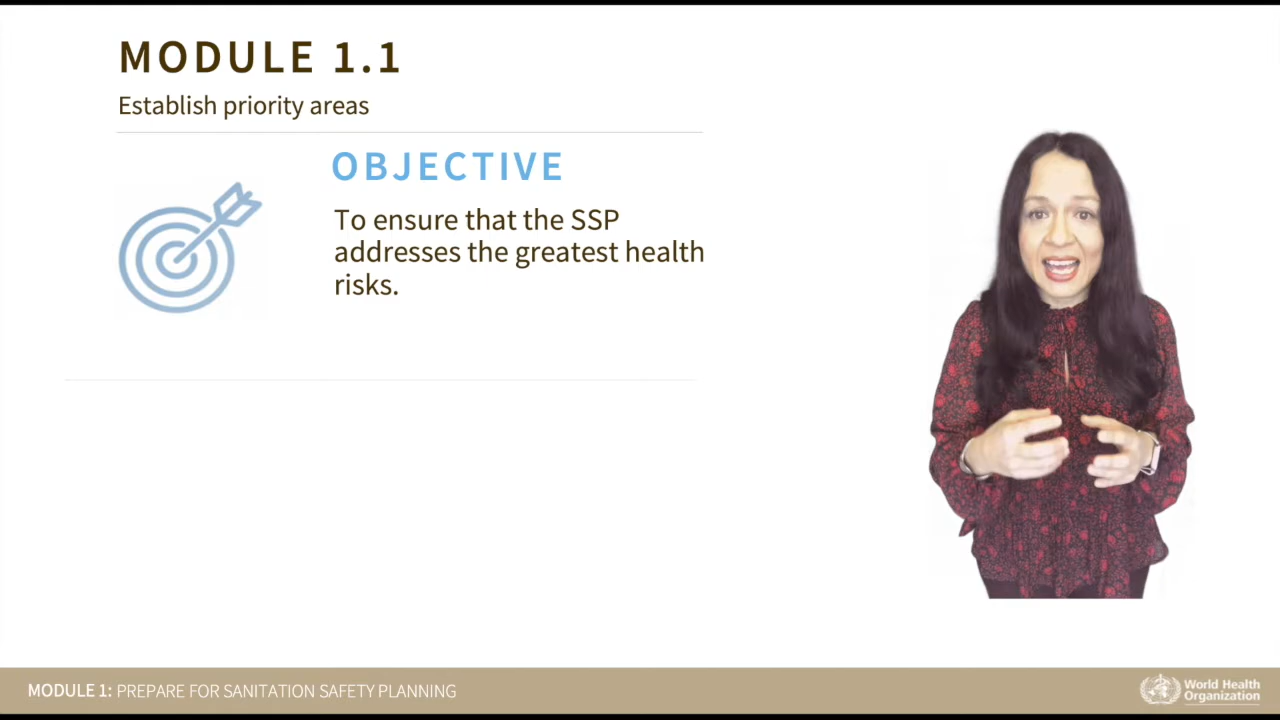 MODULE 1.1
Establish priority areas
OBJECTIVE
To ensure that the SSP
addresses the greatest health
risks.
MODULE 1: PREPARE FOR SANITATION SAFETY PLANNING
World Health
Organization